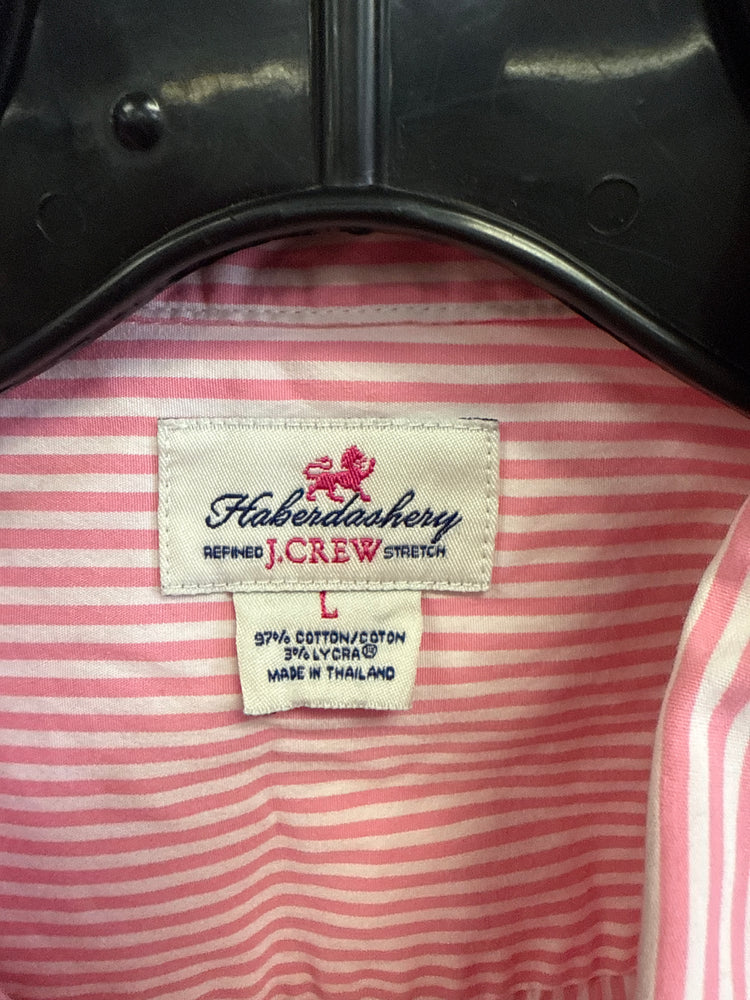 Haberdashery
REFINED J.CREW STRETCH
L
97% COTTON/COTON
3% LYCRA®
MADE IN THAILAND